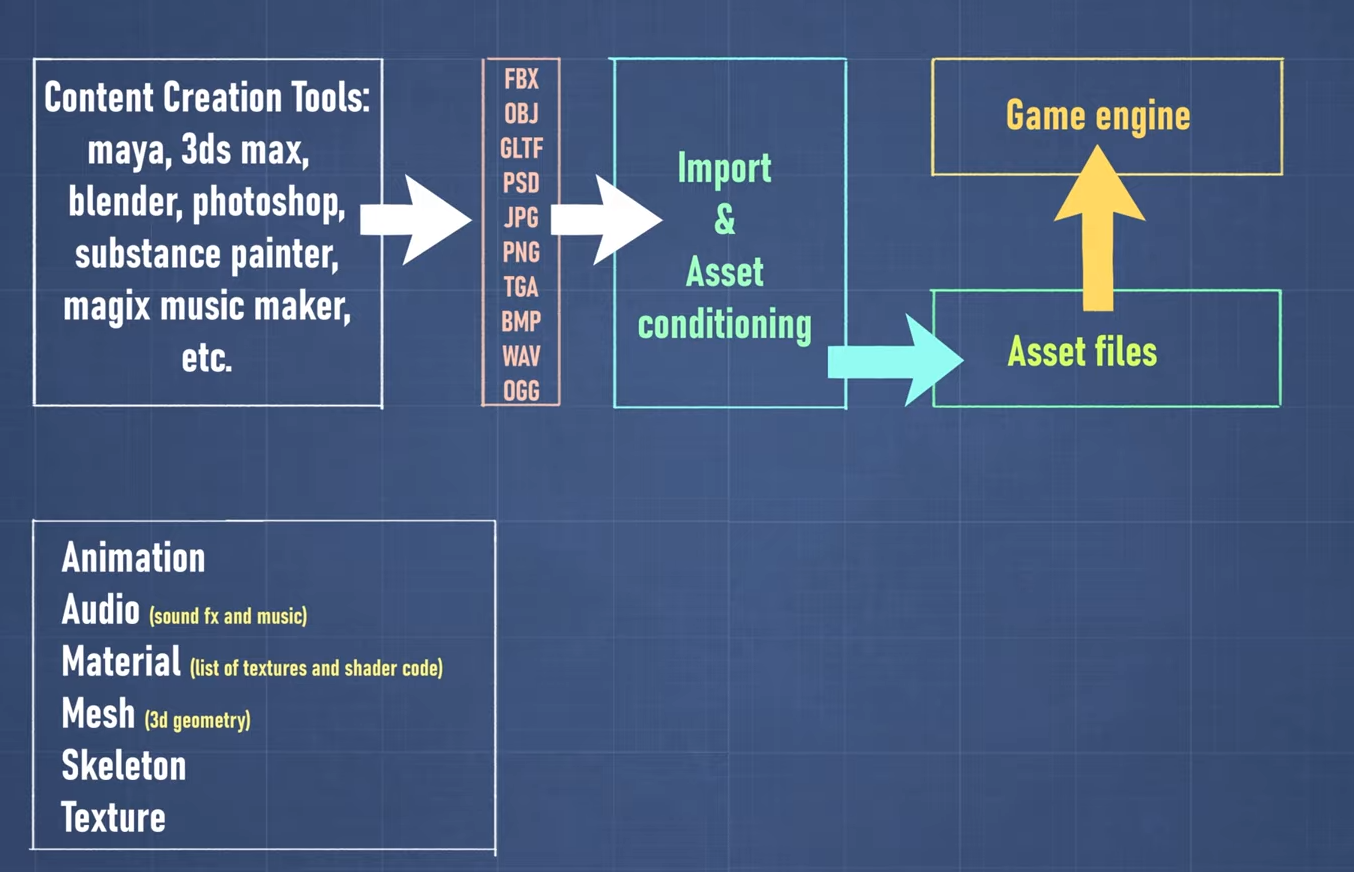 Content Creation Tools:
maya, 3ds max,
blender, photoshop,
substance painter,
magix music maker,
etc.
FBX
OBJ
GLTF
PSD
JPG
PNG
TGA
BMP
WAV
OGG
Import
&
Asset
conditioning
Game engine
Asset files
Animation
Audio (sound fx and music)
Material (list of textures and shader code)
Mesh (3d geometry)
Skeleton
Texture